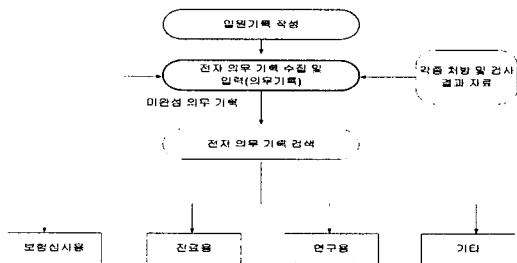 입원기록 작성
전자 의무 기록 수집 및
입력(의무기록)
각종 처방 및 검사
결과 자료
미완성 의무 기록
전자 의무 기록 검색
보험심사용
진료용
연구용
기타